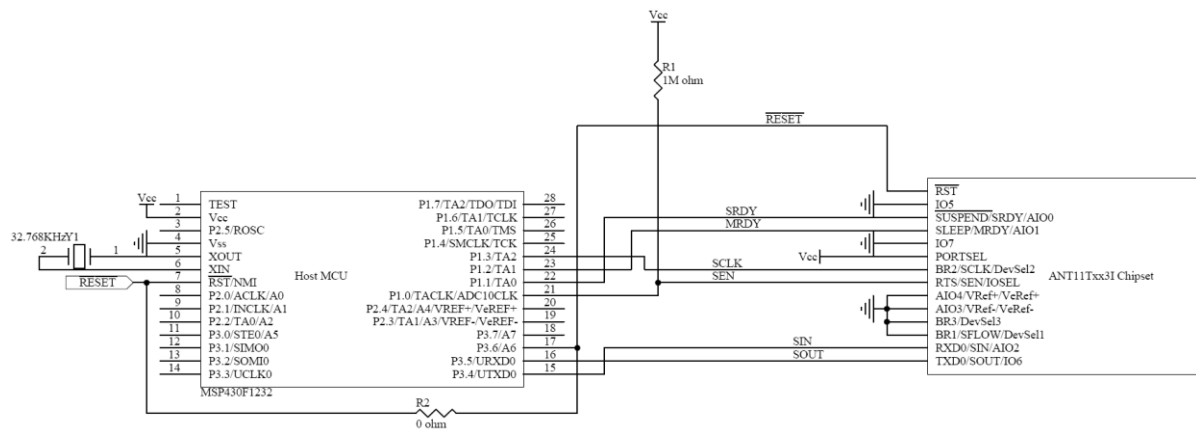 Vcc
R1
1M ohm
RESET
Vcc
1 TEST
2 Vcc
3 P2.5/ROSC
4 Vss
5 XOUT
6 XIN
7 RST/NMI
8 P2.0/ACLK/A0
9 P2.1/INCLK/A1
10 P2.2/TA0/A2
11 P3.0/STE0/A5
12 P3.1/SIMO0
13 P3.2/SOMI0
14 P3.3/UCLK0
32.768KHzY1
2 1
RESET
Host MCU
P1.7/TA2/TDO/TDI 28
P1.6/TA1/TCLK 27
P1.5/TA0/TMS 26
P1.4/SMCLK/TCK 25
P1.3/TA2 24
P1.2/TA1 23
P1.1/TA0 22
P1.0/TACLK/ADC10CLK 21
P2.4/TA2/A4/VREF+/VeREF+ 20
P2.3/TA1/A3/VREF-/VeREF- 19
P3.7/A7 18
P3.6/A6 17
P3.5/URXD0 16
P3.4/UTXD0 15
MSP430F1232
R2
0 ohm
SRDY
MRDY
SCLK
SEN
SIN
SOUT
Vcc
RST
IO5
SUSPEND/SRDY/AIO0
SLEEP/MRDY/AIO1
IO7
PORTSEL
BR2/SCLK/DevSel2
RTS/SEN/IOSEL
AIO4/VRef+/VeRef+
AIO3/VRef-/VeRef-
BR3/DevSel3
BR1/SFLOW/DevSel1
RXD0/SIN/AIO2
TXD0/SOUT/IO6
ANT11Txx3I Chipset